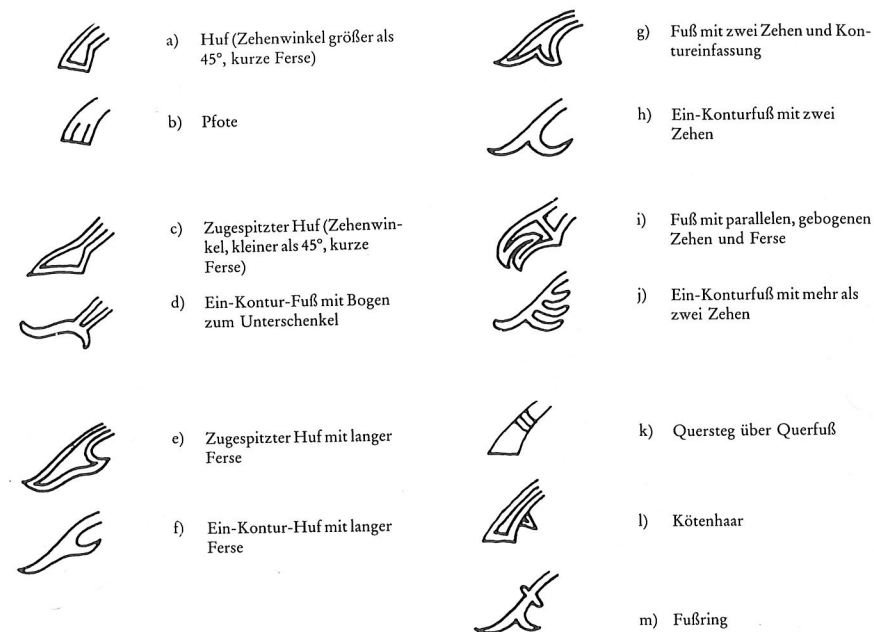 a) Huf (Zehenwinkel größer als
45°, kurze Ferse)
b) Pfote
c) Zugespitzter Huf (Zehenwin-
kel, kleiner als 45°, kurze
Ferse)
d) Ein-Kontur-Fuß mit Bogen
zum Unterschenkel
e) Zugespitzter Huf mit langer
Ferse
f) Ein-Kontur-Huf mit langer
Ferse
g) Fuß mit zwei Zehen und Kon-
tureinfassung
h) Ein-Konturfuß mit zwei
Zehen
i) Fuß mit parallelen, gebogenen
Zehen und Ferse
j) Ein-Konturfuß mit mehr als
zwei Zehen
k) Quersteg über Querfuß
l) Kötenhaar
m) Fußring